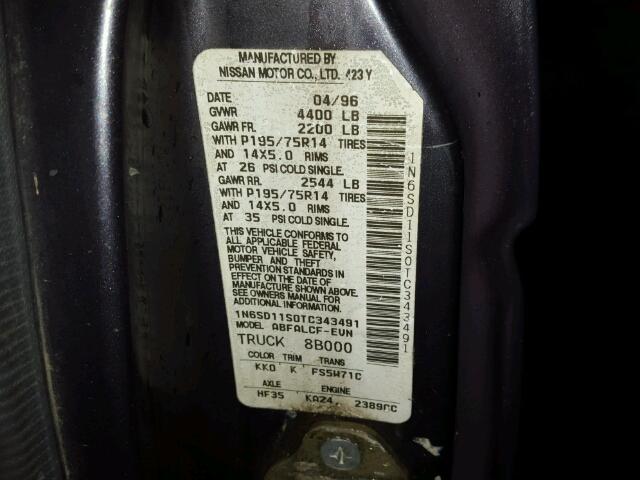 MANUFACTURED BY
NISSAN MOTOR CO., LTD. 423Y
DATE 04/96
GVWR 4400 LB
GAWR FR. 2200 LB
WITH P195/75R14 TIRES
AND 14X5.0 RIMS
AT 26 PSI COLD SINGLE.
GAWR RR. 2544 LB
WITH P195/75R14 TIRES
AND 14X5.0 RIMS
AT 35 PSI COLD SINGLE.
THIS VEHICLE CONFORMS TO
ALL APPLICABLE FEDERAL
MOTOR VEHICLE SAFETY,
BUMPER AND THEFT
PREVENTION STANDARDS IN
EFFECT ON THE DATE OF
MANUFACTURE SHOWN ABOVE.
SEE OWNERS MANUAL FOR
ADDITIONAL INFORMATION.
1N6SD11S0TC343491
MODEL ABFALCF-EUN
TRUCK 8B000
COLOR TRIM TRANS
KK0 K FS5W71C
AXLE ENGINE
HF35 KA24 2389CC
1N6SD11S0TC343491